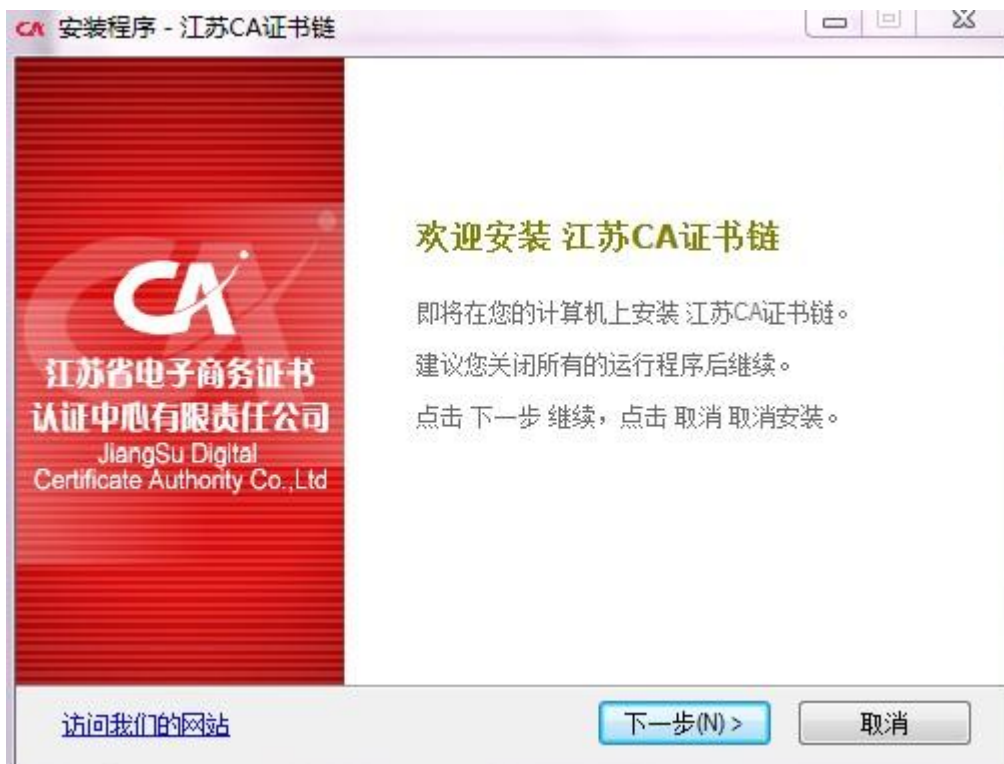 CA 安装程序 - 江苏CA证书链
CA
江苏省电子商务证书
认证中心有限责任公司
JiangSu Digital
Certificate Authority Co.,Ltd
欢迎安装 江苏CA证书链
即将在您的计算机上安装 江苏CA证书链。
建议您关闭所有的运行程序后继续。
点击 下一步 继续，点击 取消 取消安装。
访问我们的网站
下一步(N) >
取消